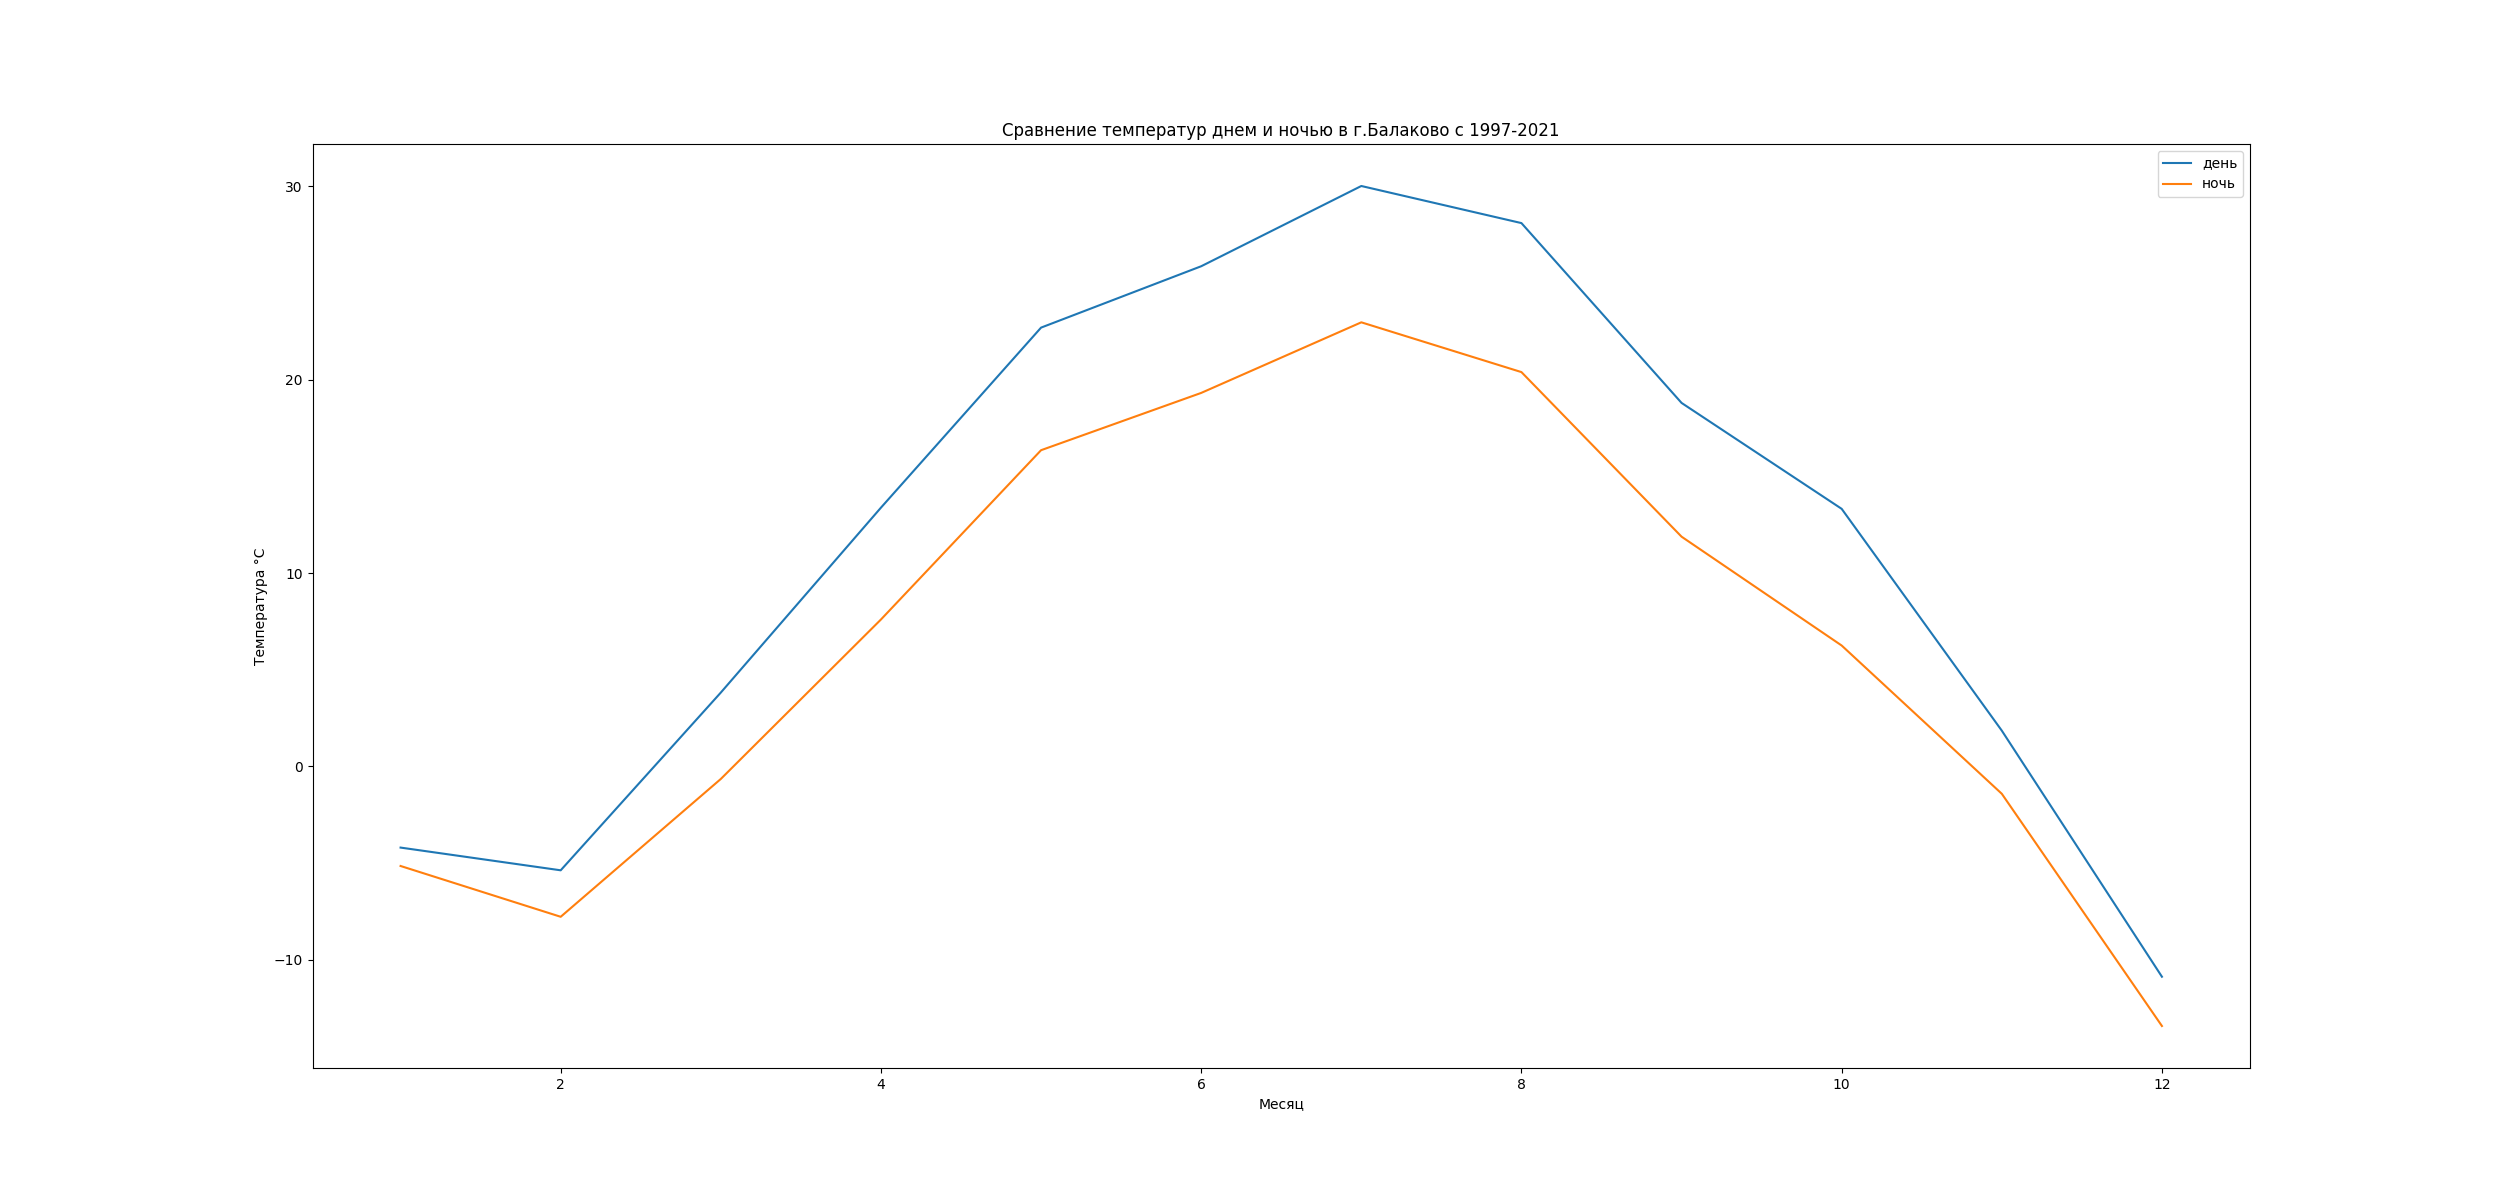 Сравнение температур днем и ночью в г.Балаково с 1997-2021
день
ночь
30
20
10
0
−10
Температура °C
2
4
6
8
10
12
Месяц